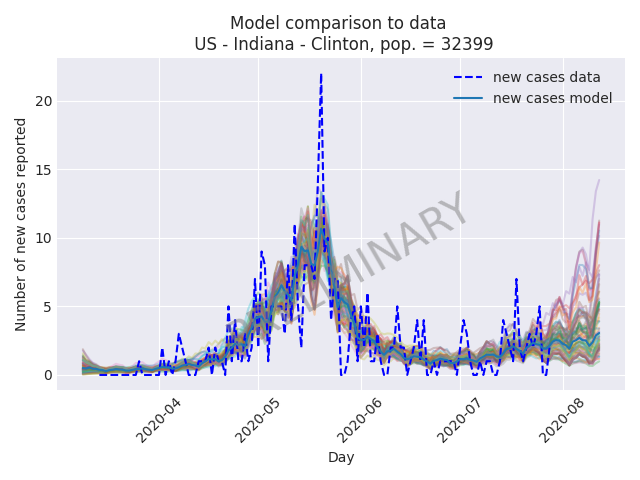 Model comparison to data
US - Indiana - Clinton, pop. = 32399
new cases data
new cases model
Number of new cases reported
20
15
10
5
0
2020-04
2020-05
2020-06
2020-07
2020-08
Day